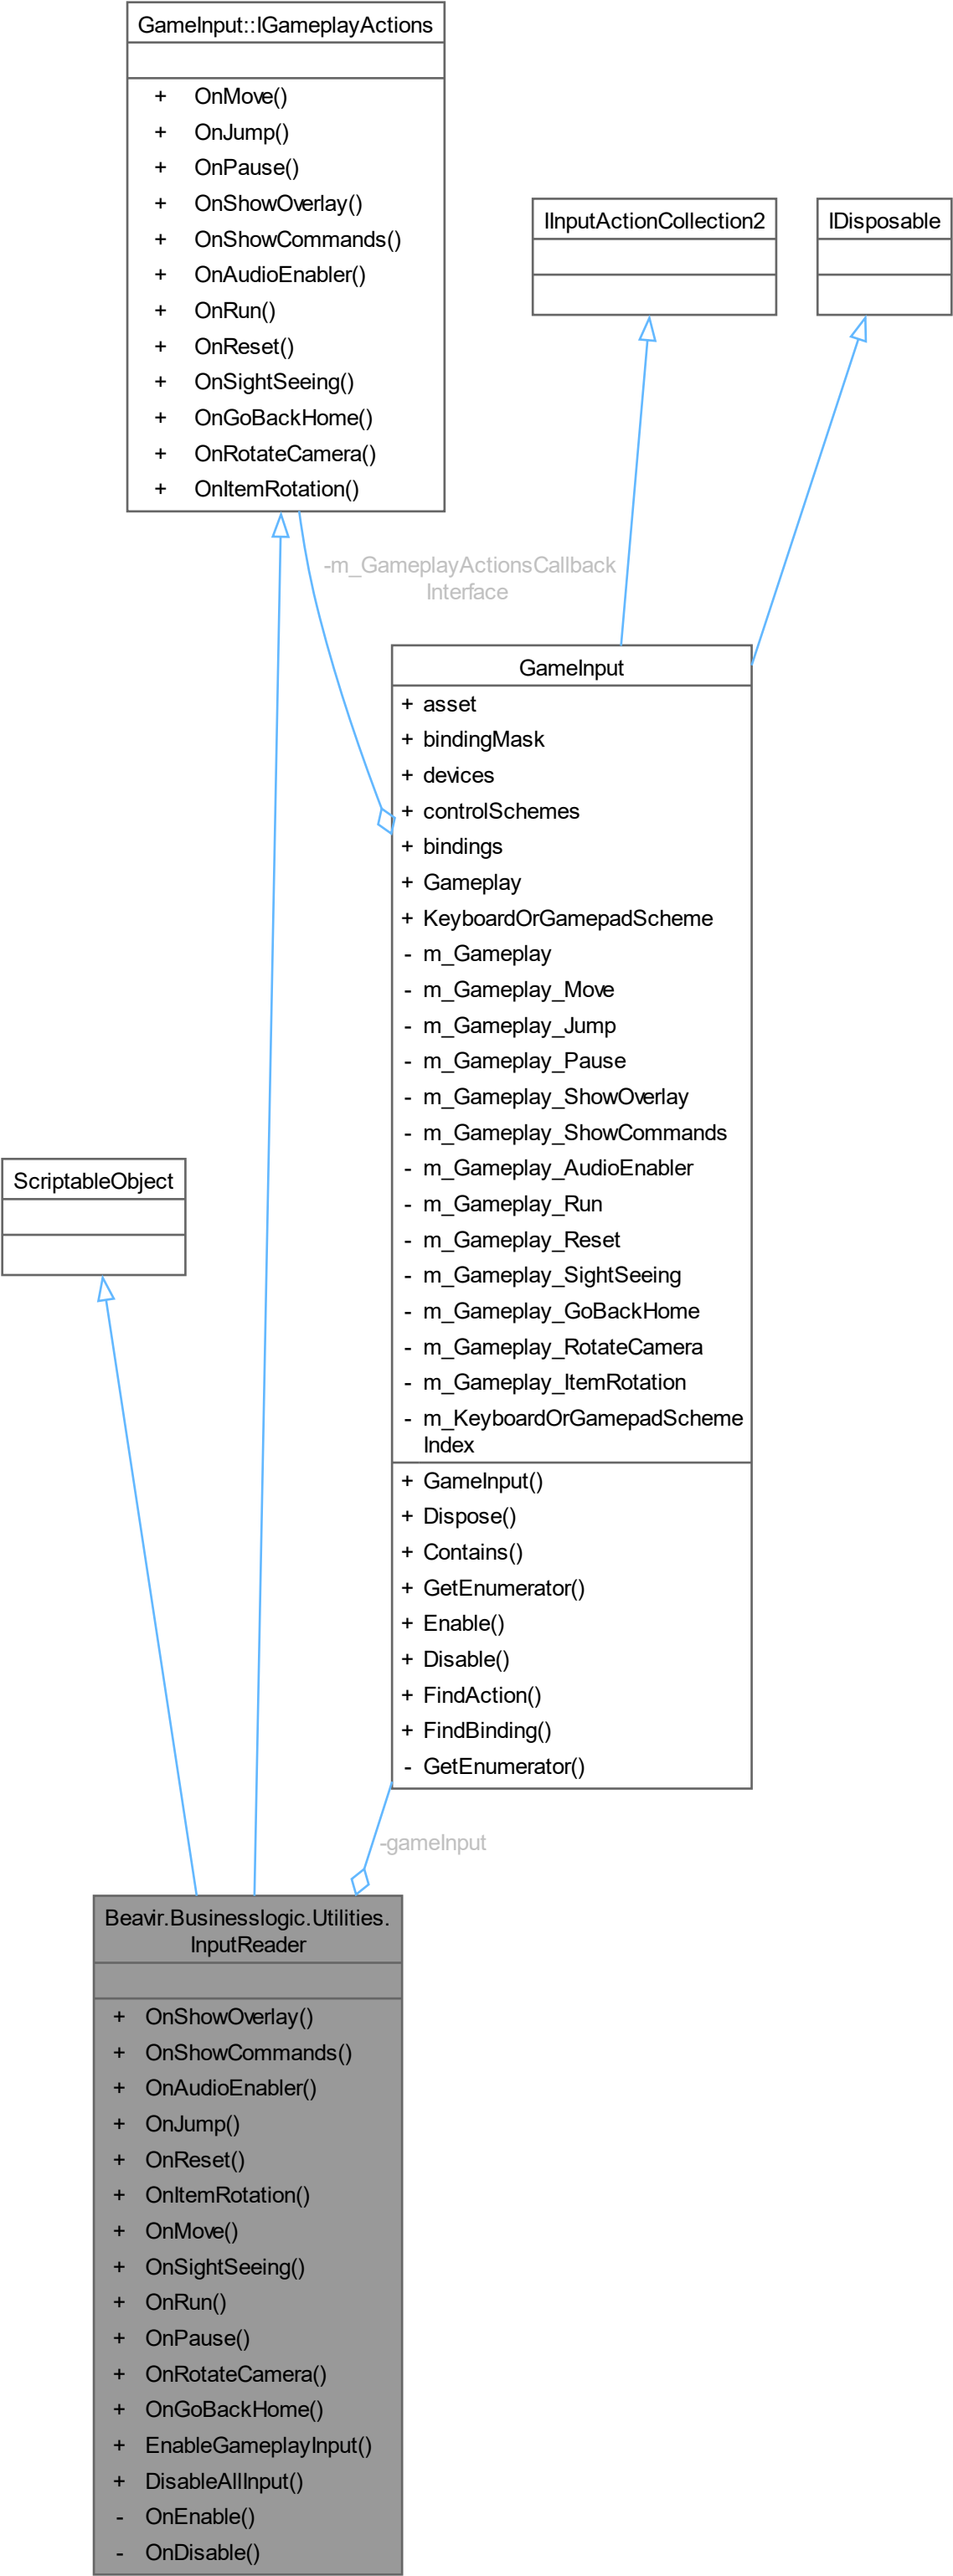 GameInput::IGameplayActions
+ OnMove()
+ OnJump()
+ OnPause()
+ OnShowOverlay()
+ OnShowCommands()
+ OnAudioEnabler()
+ OnRun()
+ OnReset()
+ OnSightSeeing()
+ OnGoBackHome()
+ OnRotateCamera()
+ OnItemRotation()
IInputActionCollection2
IDisposable
-m_GameplayActionsCallback
Interface
GameInput
+ asset
+ bindingMask
+ devices
+ controlSchemes
+ bindings
+ Gameplay
+ KeyboardOrGamepadScheme
- m_Gameplay
- m_Gameplay_Move
- m_Gameplay_Jump
- m_Gameplay_Pause
- m_Gameplay_ShowOverlay
- m_Gameplay_ShowCommands
- m_Gameplay_AudioEnabler
- m_Gameplay_Run
- m_Gameplay_Reset
- m_Gameplay_SightSeeing
- m_Gameplay_GoBackHome
- m_Gameplay_RotateCamera
- m_Gameplay_ItemRotation
- m_KeyboardOrGamepadScheme
Index
+ GameInput()
+ Dispose()
+ Contains()
+ GetEnumerator()
+ Enable()
+ Disable()
+ FindAction()
+ FindBinding()
- GetEnumerator()
ScriptableObject
-gameInput
Beavir.Businesslogic.Utilities.
InputReader
+ OnShowOverlay()
+ OnShowCommands()
+ OnAudioEnabler()
+ OnJump()
+ OnReset()
+ OnItemRotation()
+ OnMove()
+ OnSightSeeing()
+ OnRun()
+ OnPause()
+ OnRotateCamera()
+ OnGoBackHome()
+ EnableGameplayInput()
+ DisableAllInput()
- OnEnable()
- OnDisable()